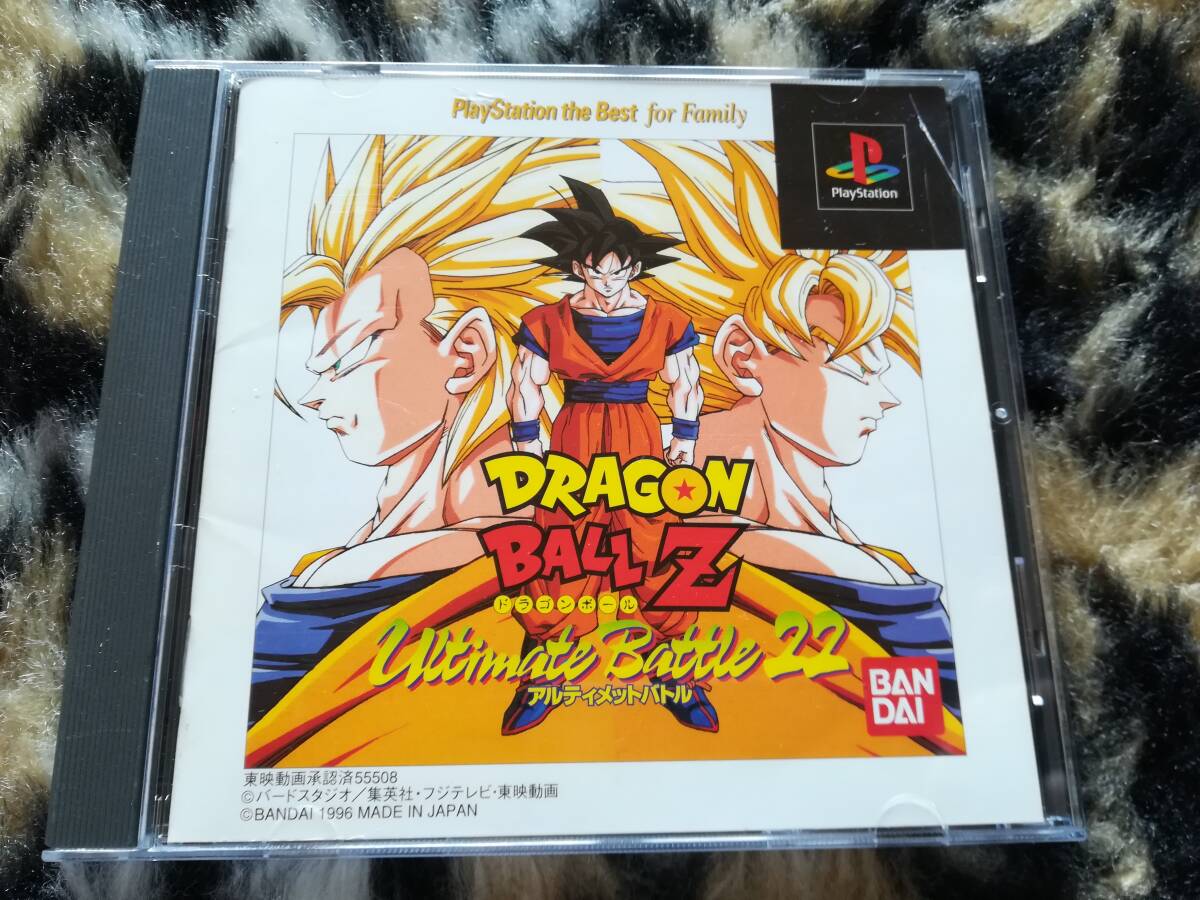 PlayStation the Best for Family
PlayStation
DRAGON
BALL Z
ドラゴンボール
Ultimate Battle 22
アルティメットバトル
BAN
DAI
東映動画承認済55508
©バードスタジオ／集英社・フジテレビ・東映動画
©BANDAI 1996 MADE IN JAPAN